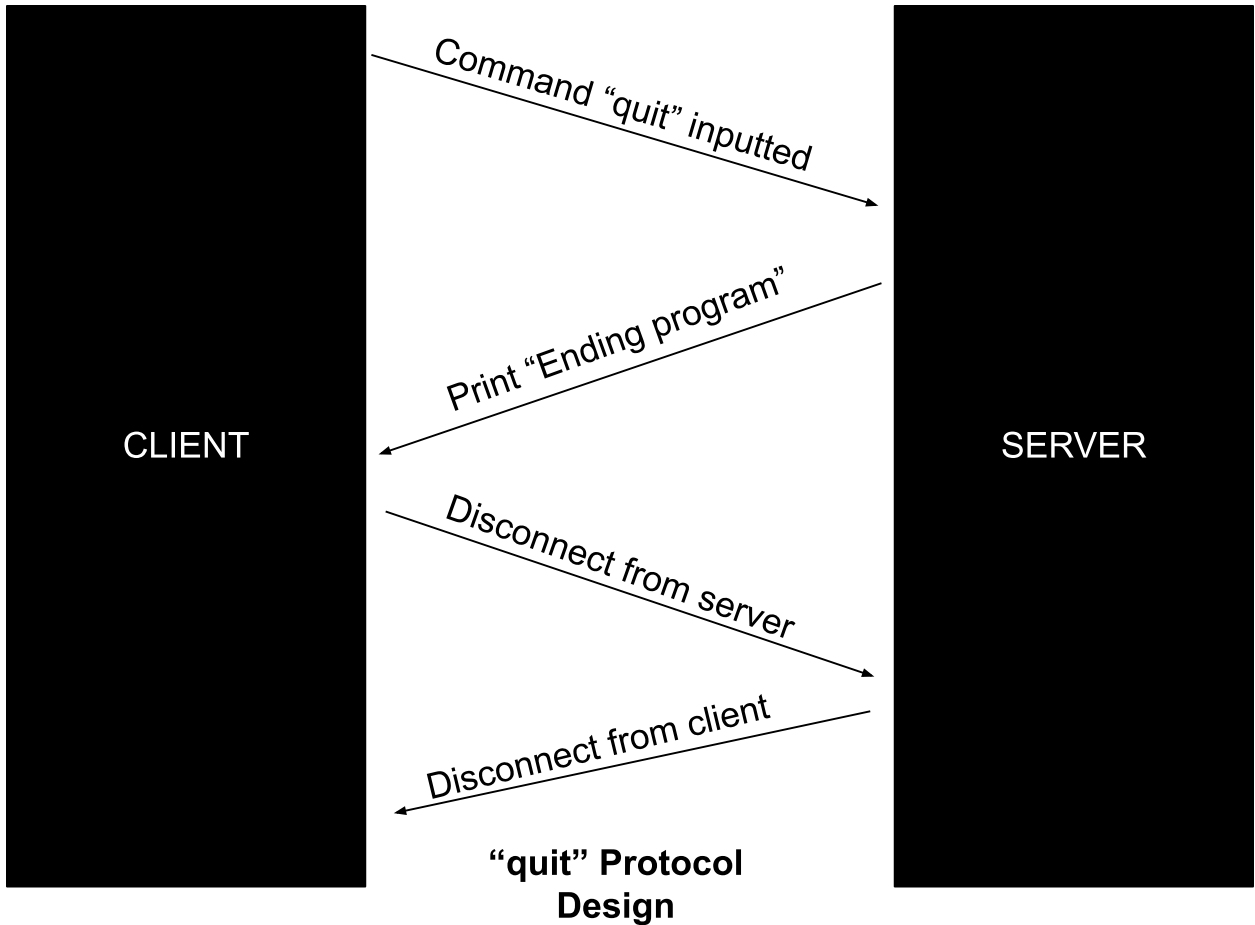 Command “quit” inputted
Print “Ending program”
CLIENT
SERVER
Disconnect from server
Disconnect from client
“quit” Protocol
Design